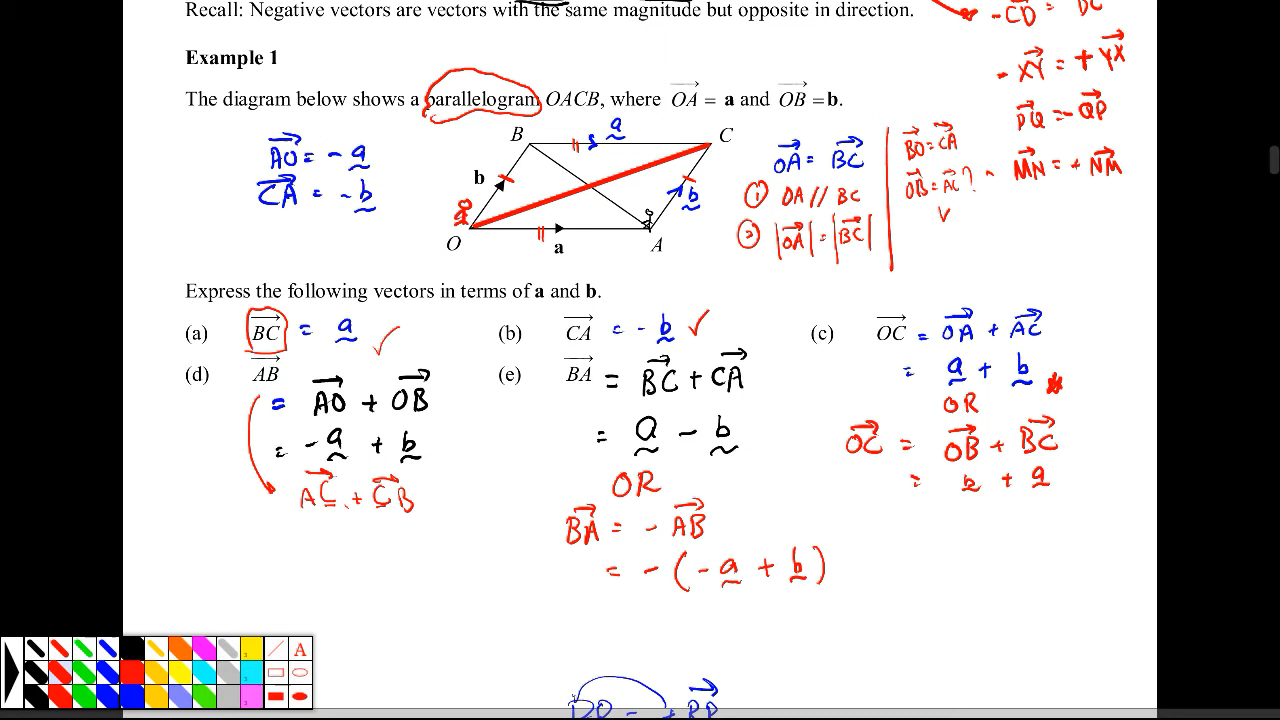 Recall: Negative vectors are vectors with the same magnitude but opposite in direction.
-CD = DC
Example 1
- XY = + YX
The diagram below shows a parallelogram OACB, where OA = a and OB = b.
PQ = - QP
- MN = + NM
AO = - a
CA = - b
B a C
b b
O a A
OA = BC
① OA // BC
② |OA| = |BC|
BO = CA
OB = AC ?
Express the following vectors in terms of a and b.
(a) BC = a ✓
(b) CA = - b ✓
(c) OC = OA + AC
= a + b
OR
OC = OB + BC
= b + a
(d) AB
= AO + OB
= - a + b
AC + CB
(e) BA = BC + CA
= a - b
OR
BA = - AB
= - (- a + b)
A